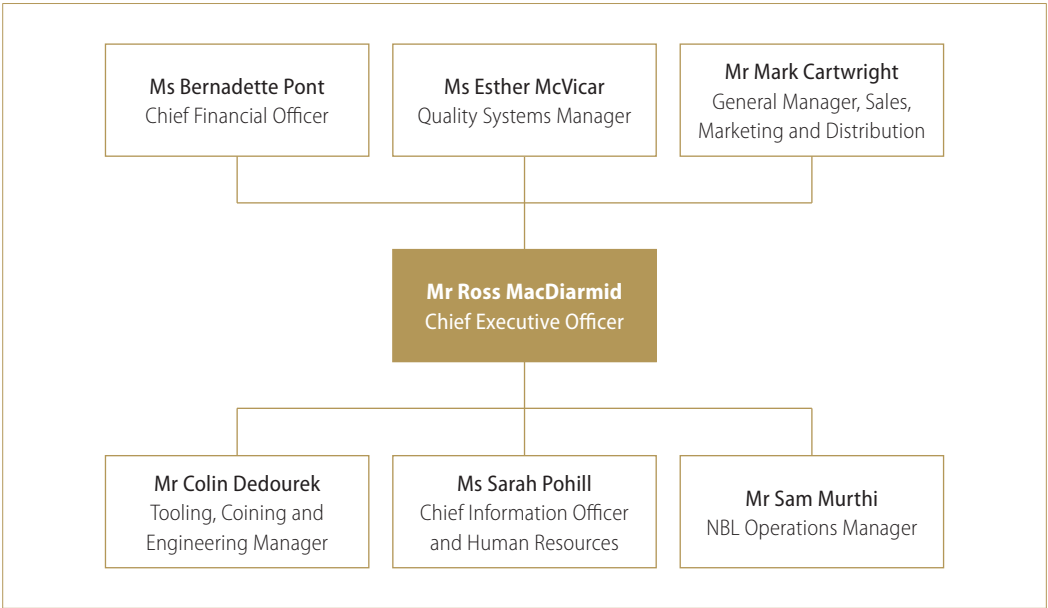 Ms Bernadette Pont
Chief Financial Officer
Ms Esther McVicar
Quality Systems Manager
Mr Mark Cartwright
General Manager, Sales,
Marketing and Distribution
Mr Ross MacDiarmid
Chief Executive Officer
Mr Colin Dedourek
Tooling, Coining and
Engineering Manager
Ms Sarah Pohill
Chief Information Officer
and Human Resources
Mr Sam Murthi
NBL Operations Manager